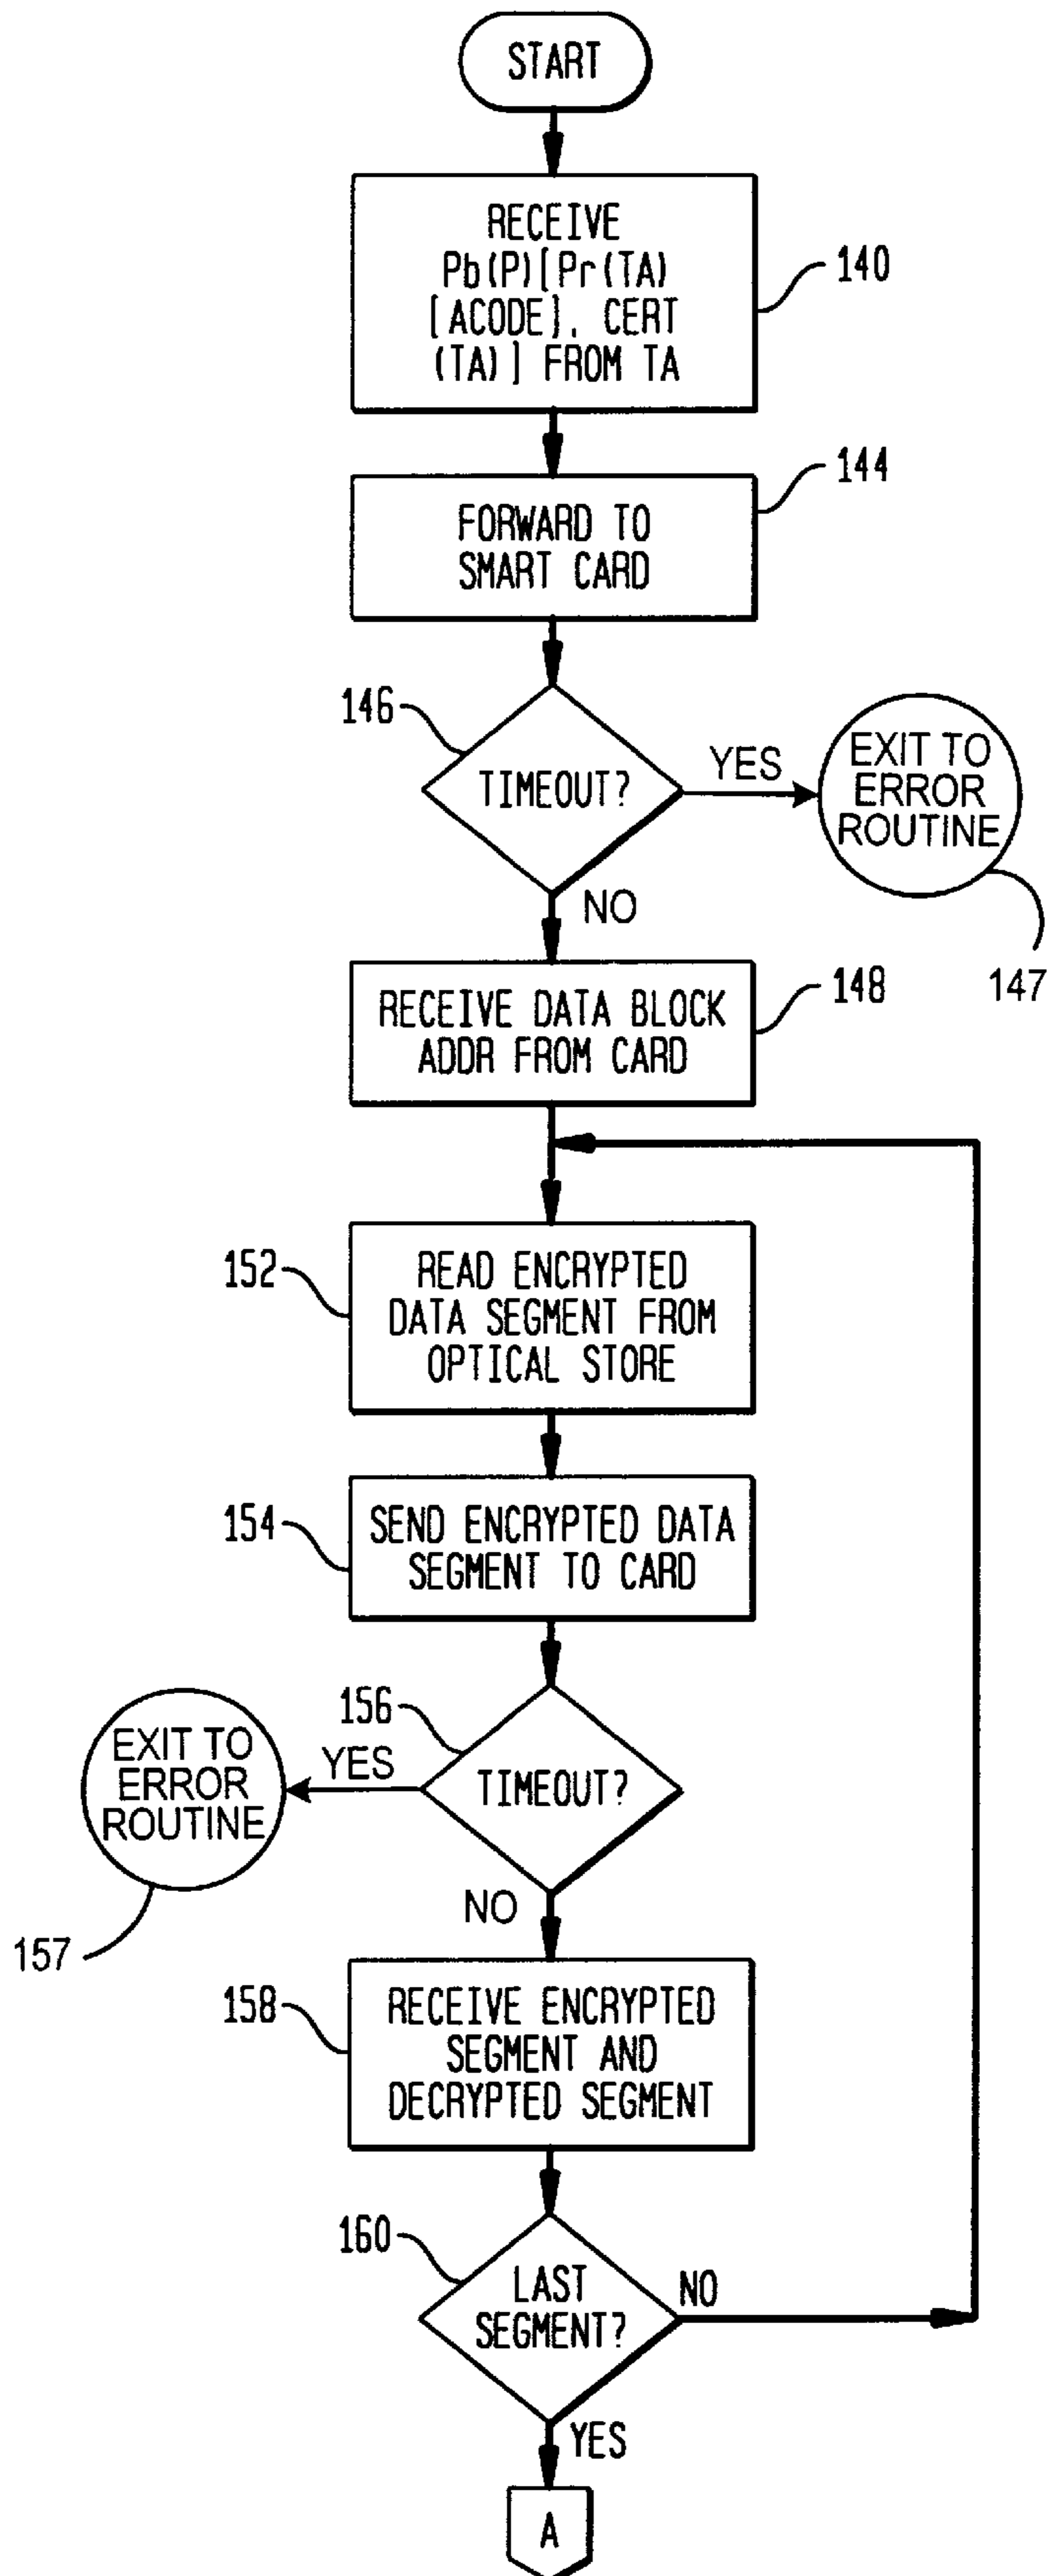 START
RECEIVE
Pb(P)[Pr(TA)
[ACODE], CERT
(TA)] FROM TA
140
144
FORWARD TO
SMART CARD
146
TIMEOUT?
YES
EXIT TO
ERROR
ROUTINE
NO
147
148
RECEIVE DATA BLOCK
ADDR FROM CARD
152
READ ENCRYPTED
DATA SEGMENT FROM
OPTICAL STORE
154
SEND ENCRYPTED DATA
SEGMENT TO CARD
156
EXIT TO
ERROR
ROUTINE
YES
TIMEOUT?
NO
157
158
RECEIVE ENCRYPTED
SEGMENT AND
DECRYPTED SEGMENT
160
LAST
SEGMENT?
NO
YES
A